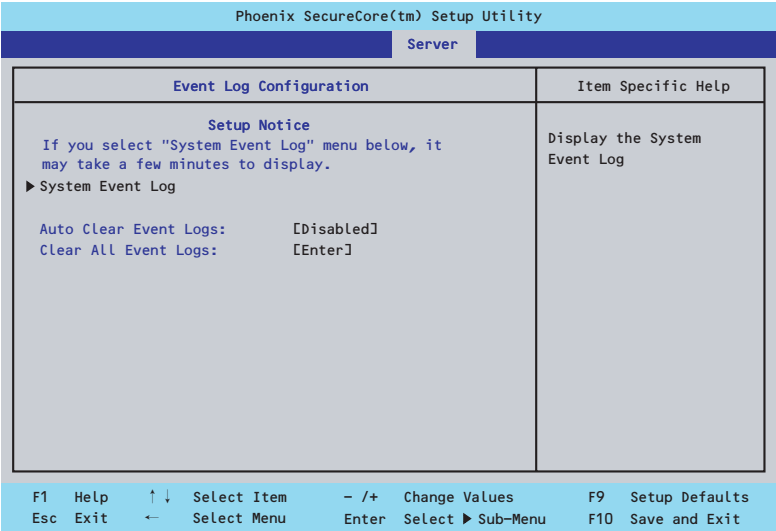 Phoenix SecureCore(tm) Setup Utility
Server
Event Log Configuration
Item Specific Help
Setup Notice
If you select "System Event Log" menu below, it
may take a few minutes to display.
▶ System Event Log
Auto Clear Event Logs: [Disabled]
Clear All Event Logs: [Enter]
Display the System
Event Log
F1 Help ↑↓ Select Item - /+ Change Values F9 Setup Defaults
Esc Exit ← Select Menu Enter Select ▶ Sub-Menu F10 Save and Exit